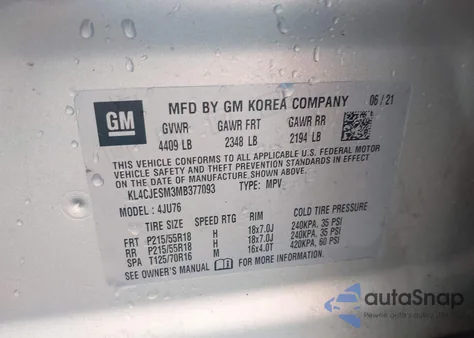 GM
MFD BY GM KOREA COMPANY 06/21
GVWR GAWR FRT GAWR RR
4409 LB 2348 LB 2194 LB
THIS VEHICLE CONFORMS TO ALL APPLICABLE U.S. FEDERAL MOTOR
VEHICLE SAFETY AND THEFT PREVENTION STANDARDS IN EFFECT
ON THE DATE OF MANUFACTURE SHOWN ABOVE.
KL4CJESM3MB377093 TYPE: MPV
MODEL: 4JU76
TIRE SIZE SPEED RTG RIM COLD TIRE PRESSURE
FRT P215/55R18 H 18x7.0J 240KPA, 35 PSI
RR P215/55R18 H 18x7.0J 240KPA, 35 PSI
SPA T125/70R16 M 16x4.0T 420KPA, 60 PSI
SEE OWNER'S MANUAL FOR MORE INFORMATION.
autoSnap